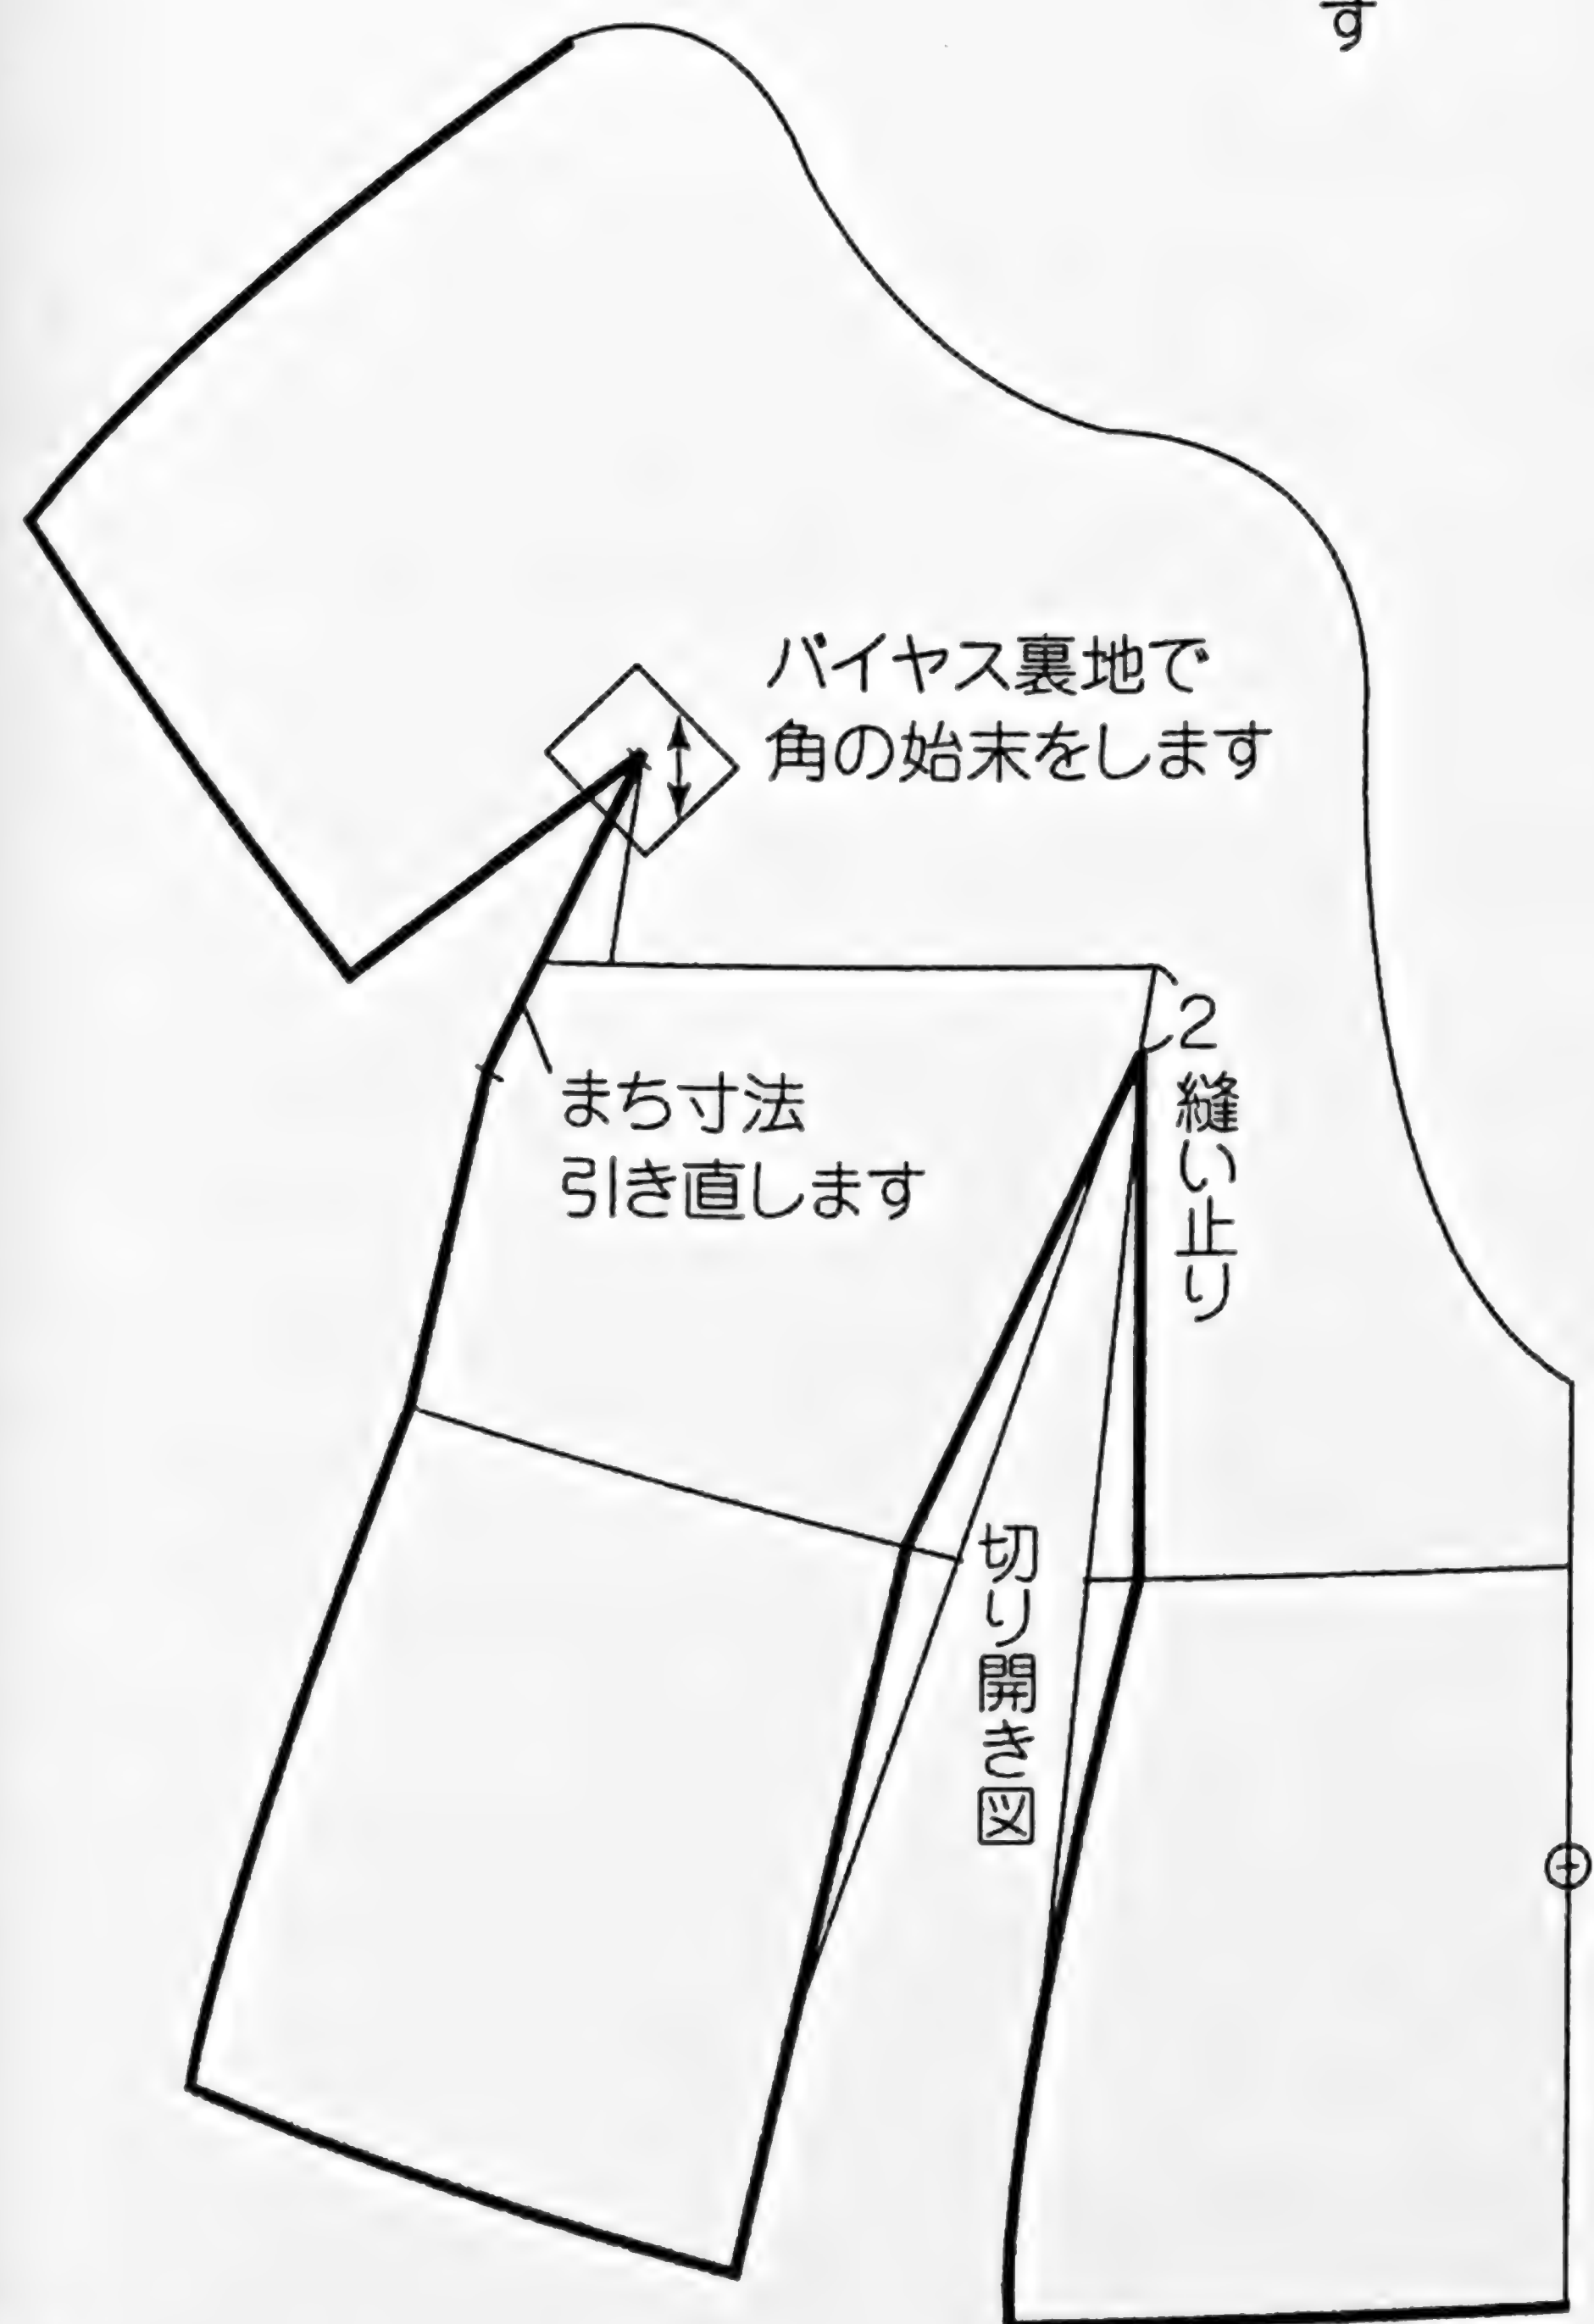 す
バイヤス裏地で
角の始末をします
2
縫い止り
まち寸法
引き直します
切り開き図